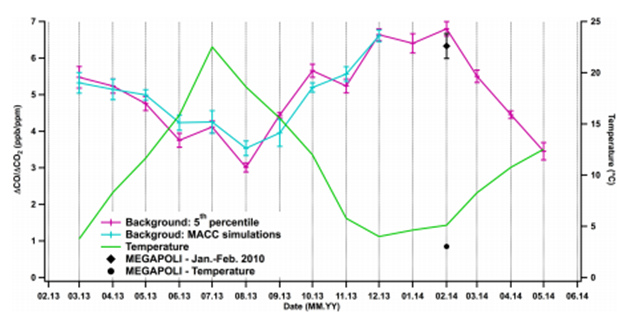 7
6
5
4
3
2
1
0
ΔCO/ΔCO2 (ppb/ppm)
25
20
15
10
5
0
Temperature (°C)
Background: 5th percentile
Backgroud: MACC simulations
Temperature
MEGAPOLI - Jan.-Feb. 2010
MEGAPOLI - Temperature
02.13 03.13 04.13 05.13 06.13 07.13 08.13 09.13 10.13 11.13 12.13 01.14 02.14 03.14 04.14 05.14 06.14
Date (MM.YY)